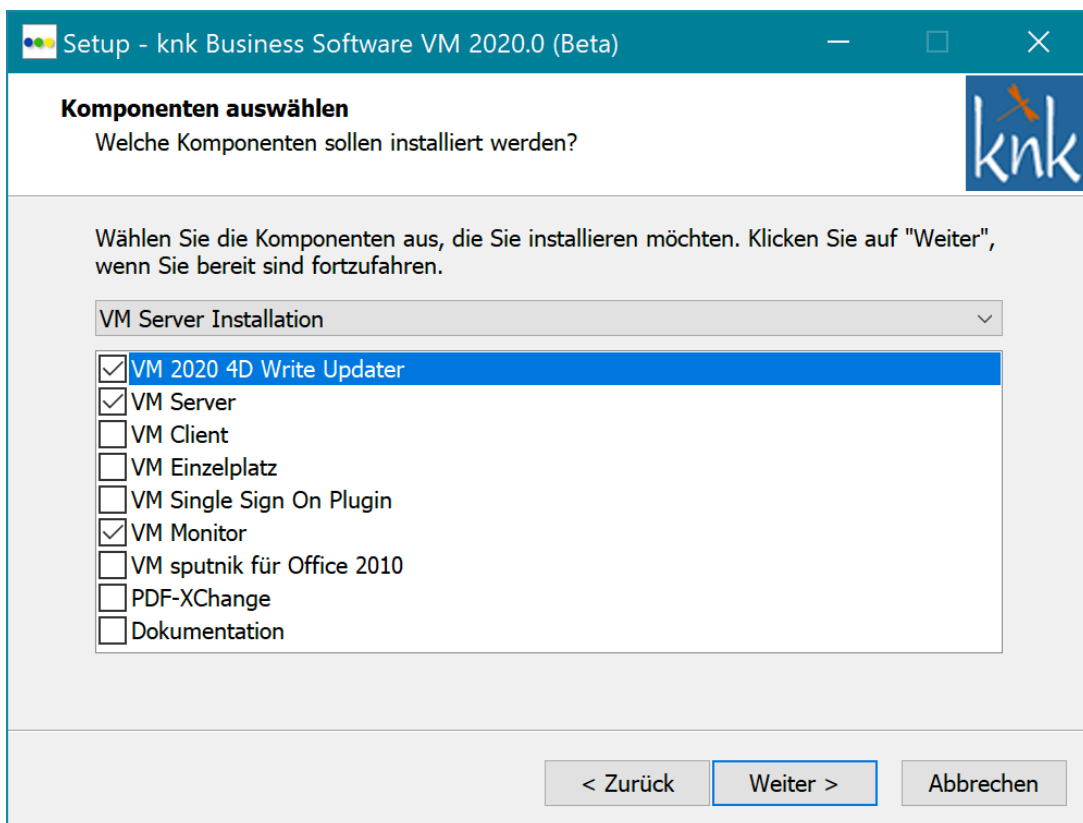 Setup - knk Business Software VM 2020.0 (Beta)
Komponenten auswählen
Welche Komponenten sollen installiert werden?
knk
Wählen Sie die Komponenten aus, die Sie installieren möchten. Klicken Sie auf "Weiter",
wenn Sie bereit sind fortzufahren.
VM Server Installation
VM 2020 4D Write Updater
VM Server
VM Client
VM Einzelplatz
VM Single Sign On Plugin
VM Monitor
VM sputnik für Office 2010
PDF-XChange
Dokumentation
< Zurück
Weiter >
Abbrechen